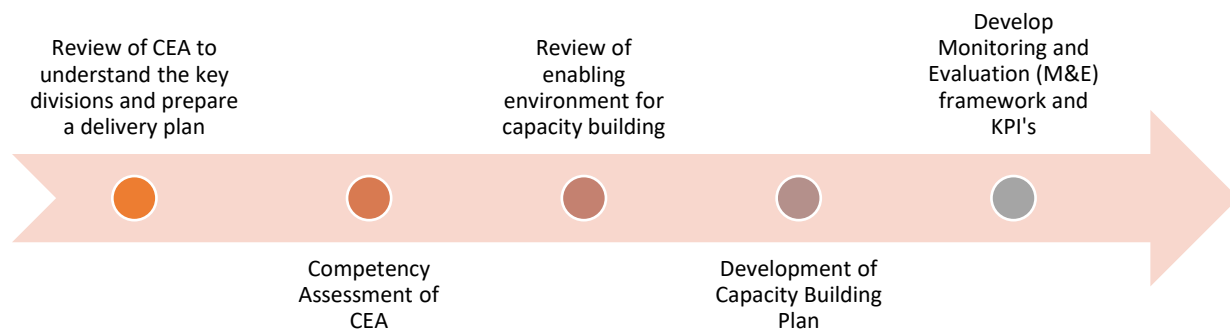 Review of CEA to
understand the key
divisions and prepare
a delivery plan
Competency
Assessment of
CEA
Review of
enabling
environment for
capacity building
Development of
Capacity Building
Plan
Develop
Monitoring and
Evaluation (M&E)
framework and
KPI's